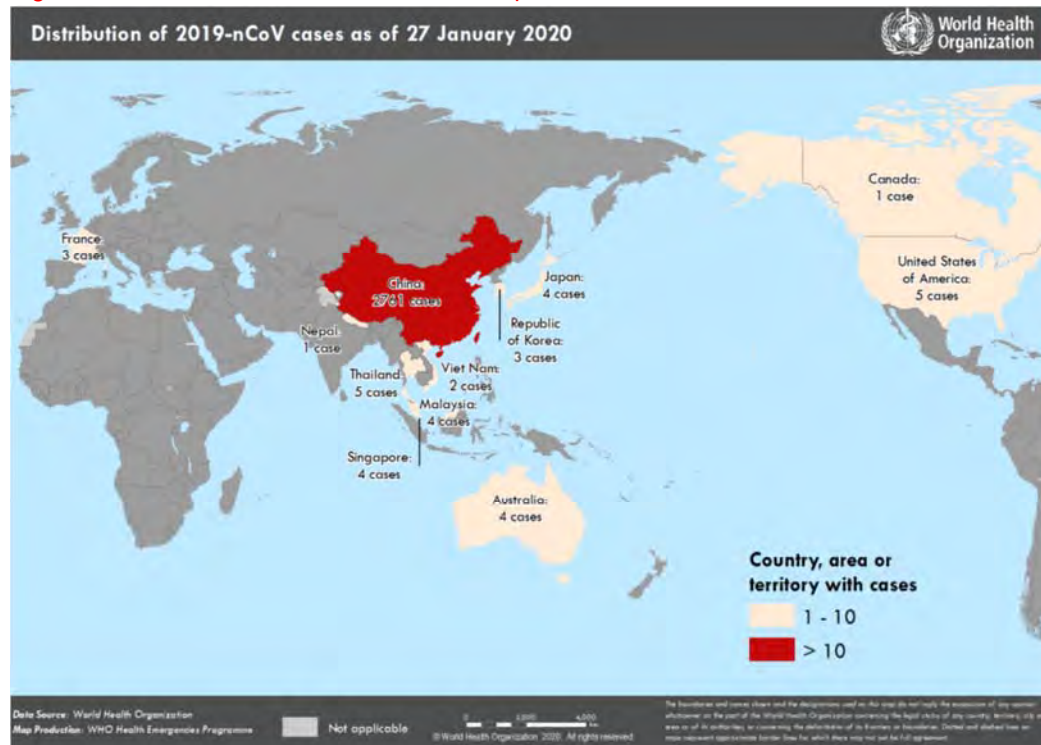 Distribution of 2019-nCoV cases as of 27 January 2020
World Health
Organization
Canada:
1 case
France:
3 cases
United States
of America:
5 cases
China:
2761 cases
Japan:
4 cases
Republic
of Korea:
3 cases
Nepal:
1 case
Thailand:
5 cases
Viet Nam:
2 cases
Malaysia:
4 cases
Singapore:
4 cases
Australia:
4 cases
Country, area or
territory with cases
1 - 10
> 10
Data Source: World Health Organization
Map Production: WHO Health Emergencies Programme
Not applicable
© World Health Organization 2020. All rights reserved.